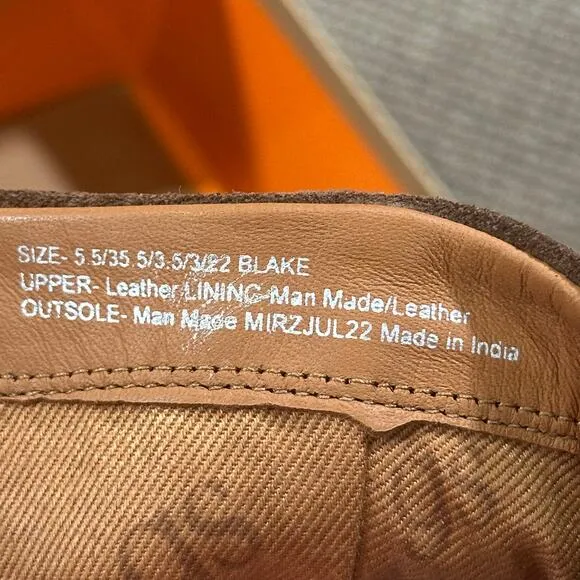 SIZE- 5.5/35.5/3.5/3/22 BLAKE
UPPER- Leather LINING-Man Made/Leather
OUTSOLE- Man Made MIRZJUL22 Made in India